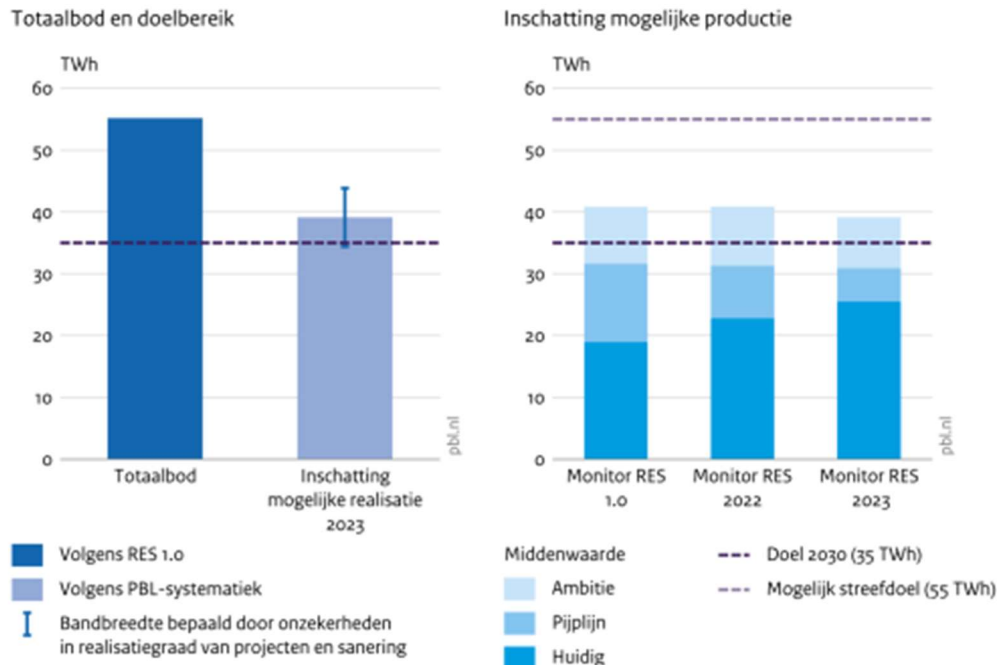 Totaalbod en doelbereik
TWh
60
50
40
30
20
10
0
Totaalbod
Inschatting
mogelijke realisatie
2023
pbl.nl
Volgens RES 1.0
Volgens PBL-systematiek
Bandbreedte bepaald door onzekerheden
in realisatiegraad van projecten en sanering
Inschatting mogelijke productie
TWh
60
50
40
30
20
10
0
Monitor RES
1.0
Monitor RES
2022
Monitor RES
2023
pbl.nl
Middenwaarde
Ambitie
Pijplijn
Huidig
Doel 2030 (35 TWh)
Mogelijk streefdoel (55 TWh)